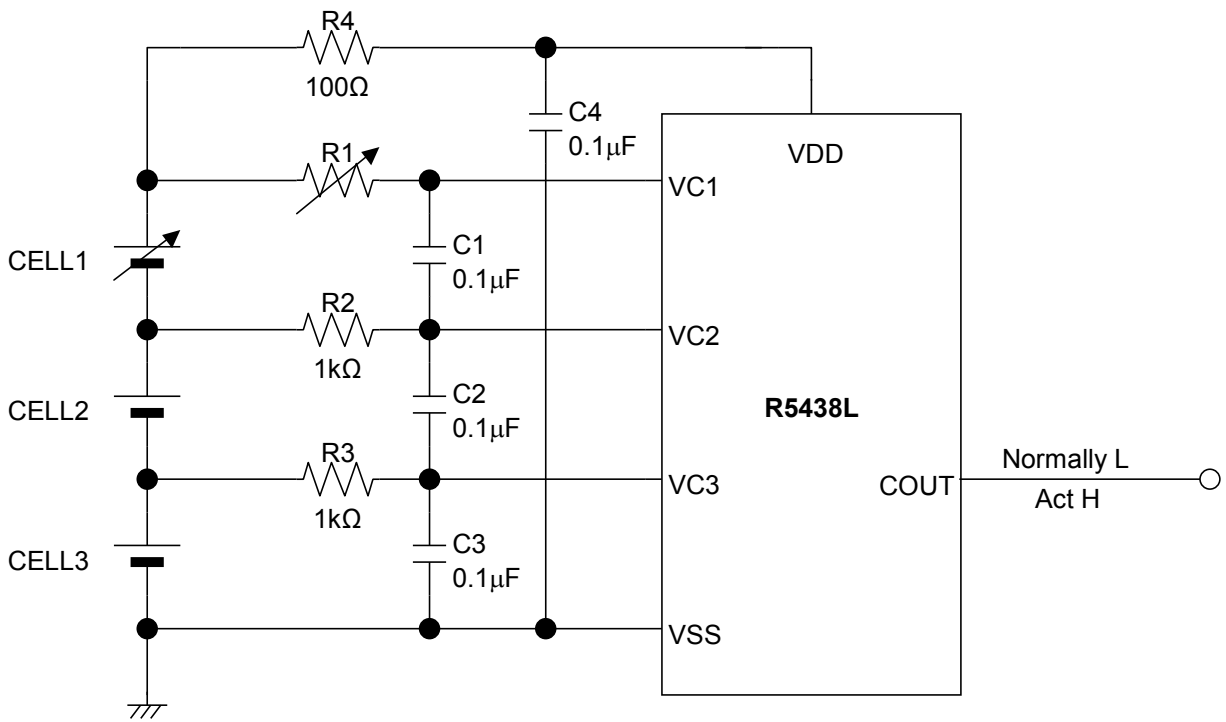 R4
100Ω
C4
0.1μF
VDD
R1
VC1
CELL1
C1
0.1μF
R2
1kΩ
VC2
CELL2
C2
0.1μF
R5438L
R3
1kΩ
VC3
COUT
Normally L
Act H
CELL3
C3
0.1μF
VSS